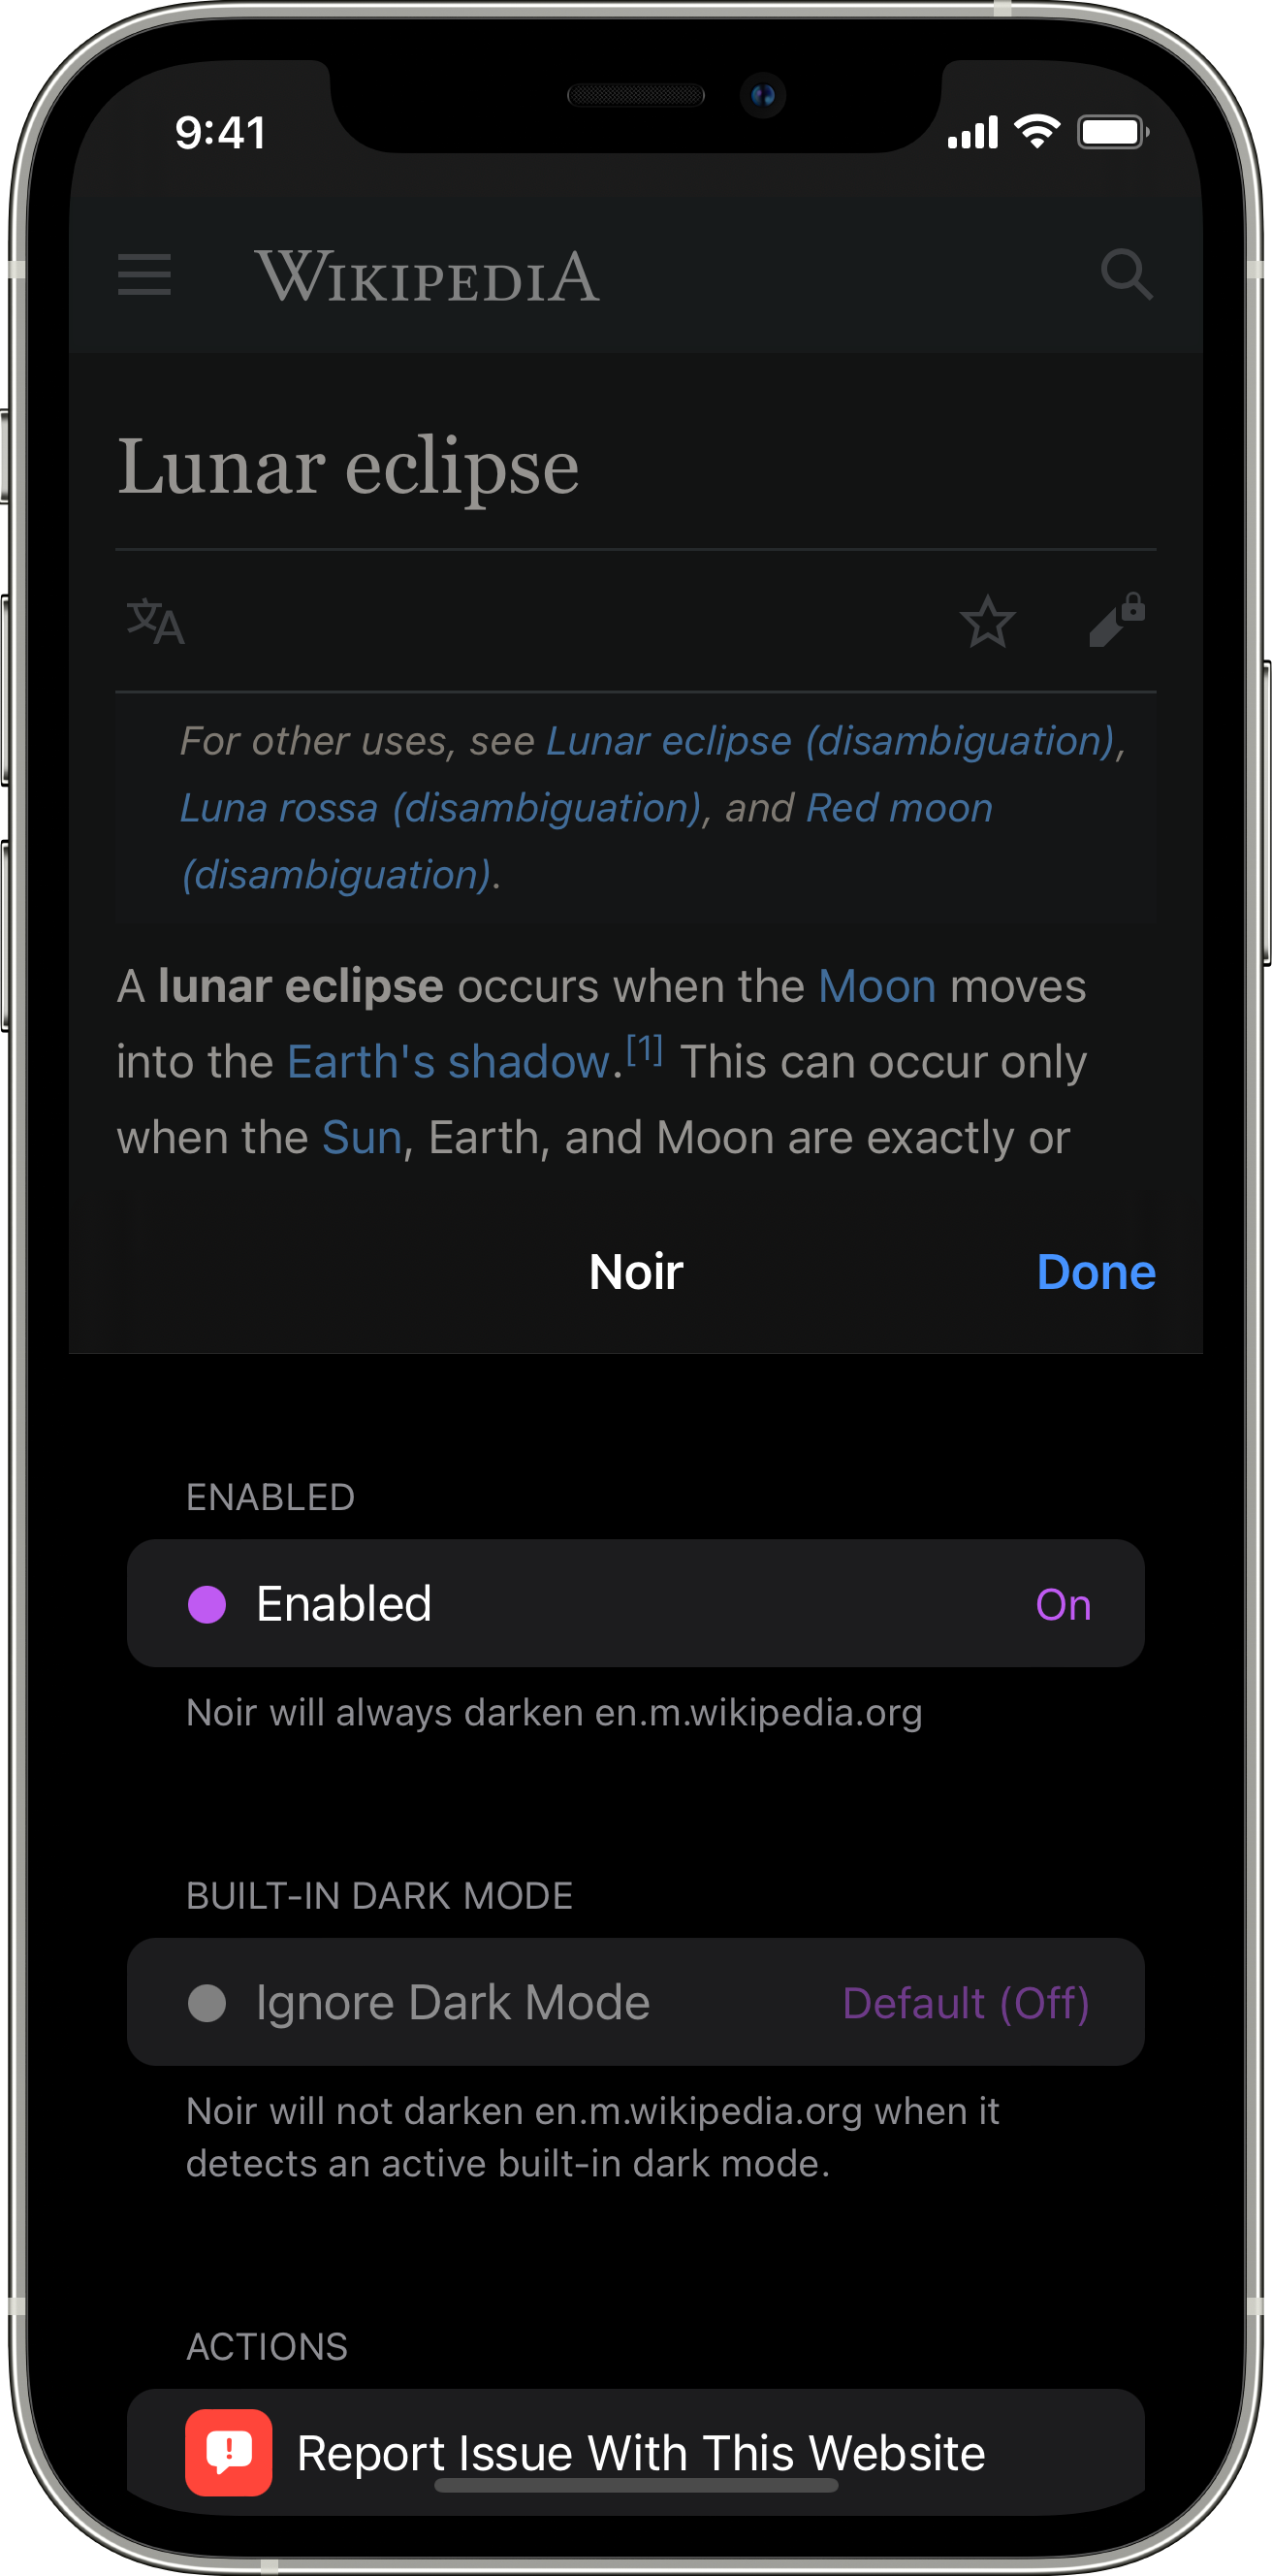 9:41
WIKIPEDIA
Lunar eclipse
文A
For other uses, see Lunar eclipse (disambiguation),
Luna rossa (disambiguation), and Red moon
(disambiguation).
A lunar eclipse occurs when the Moon moves
into the Earth's shadow.[1] This can occur only
when the Sun, Earth, and Moon are exactly or
Noir
Done
ENABLED
Enabled
On
Noir will always darken en.m.wikipedia.org
BUILT-IN DARK MODE
Ignore Dark Mode
Default (Off)
Noir will not darken en.m.wikipedia.org when it
detects an active built-in dark mode.
ACTIONS
Report Issue With This Website